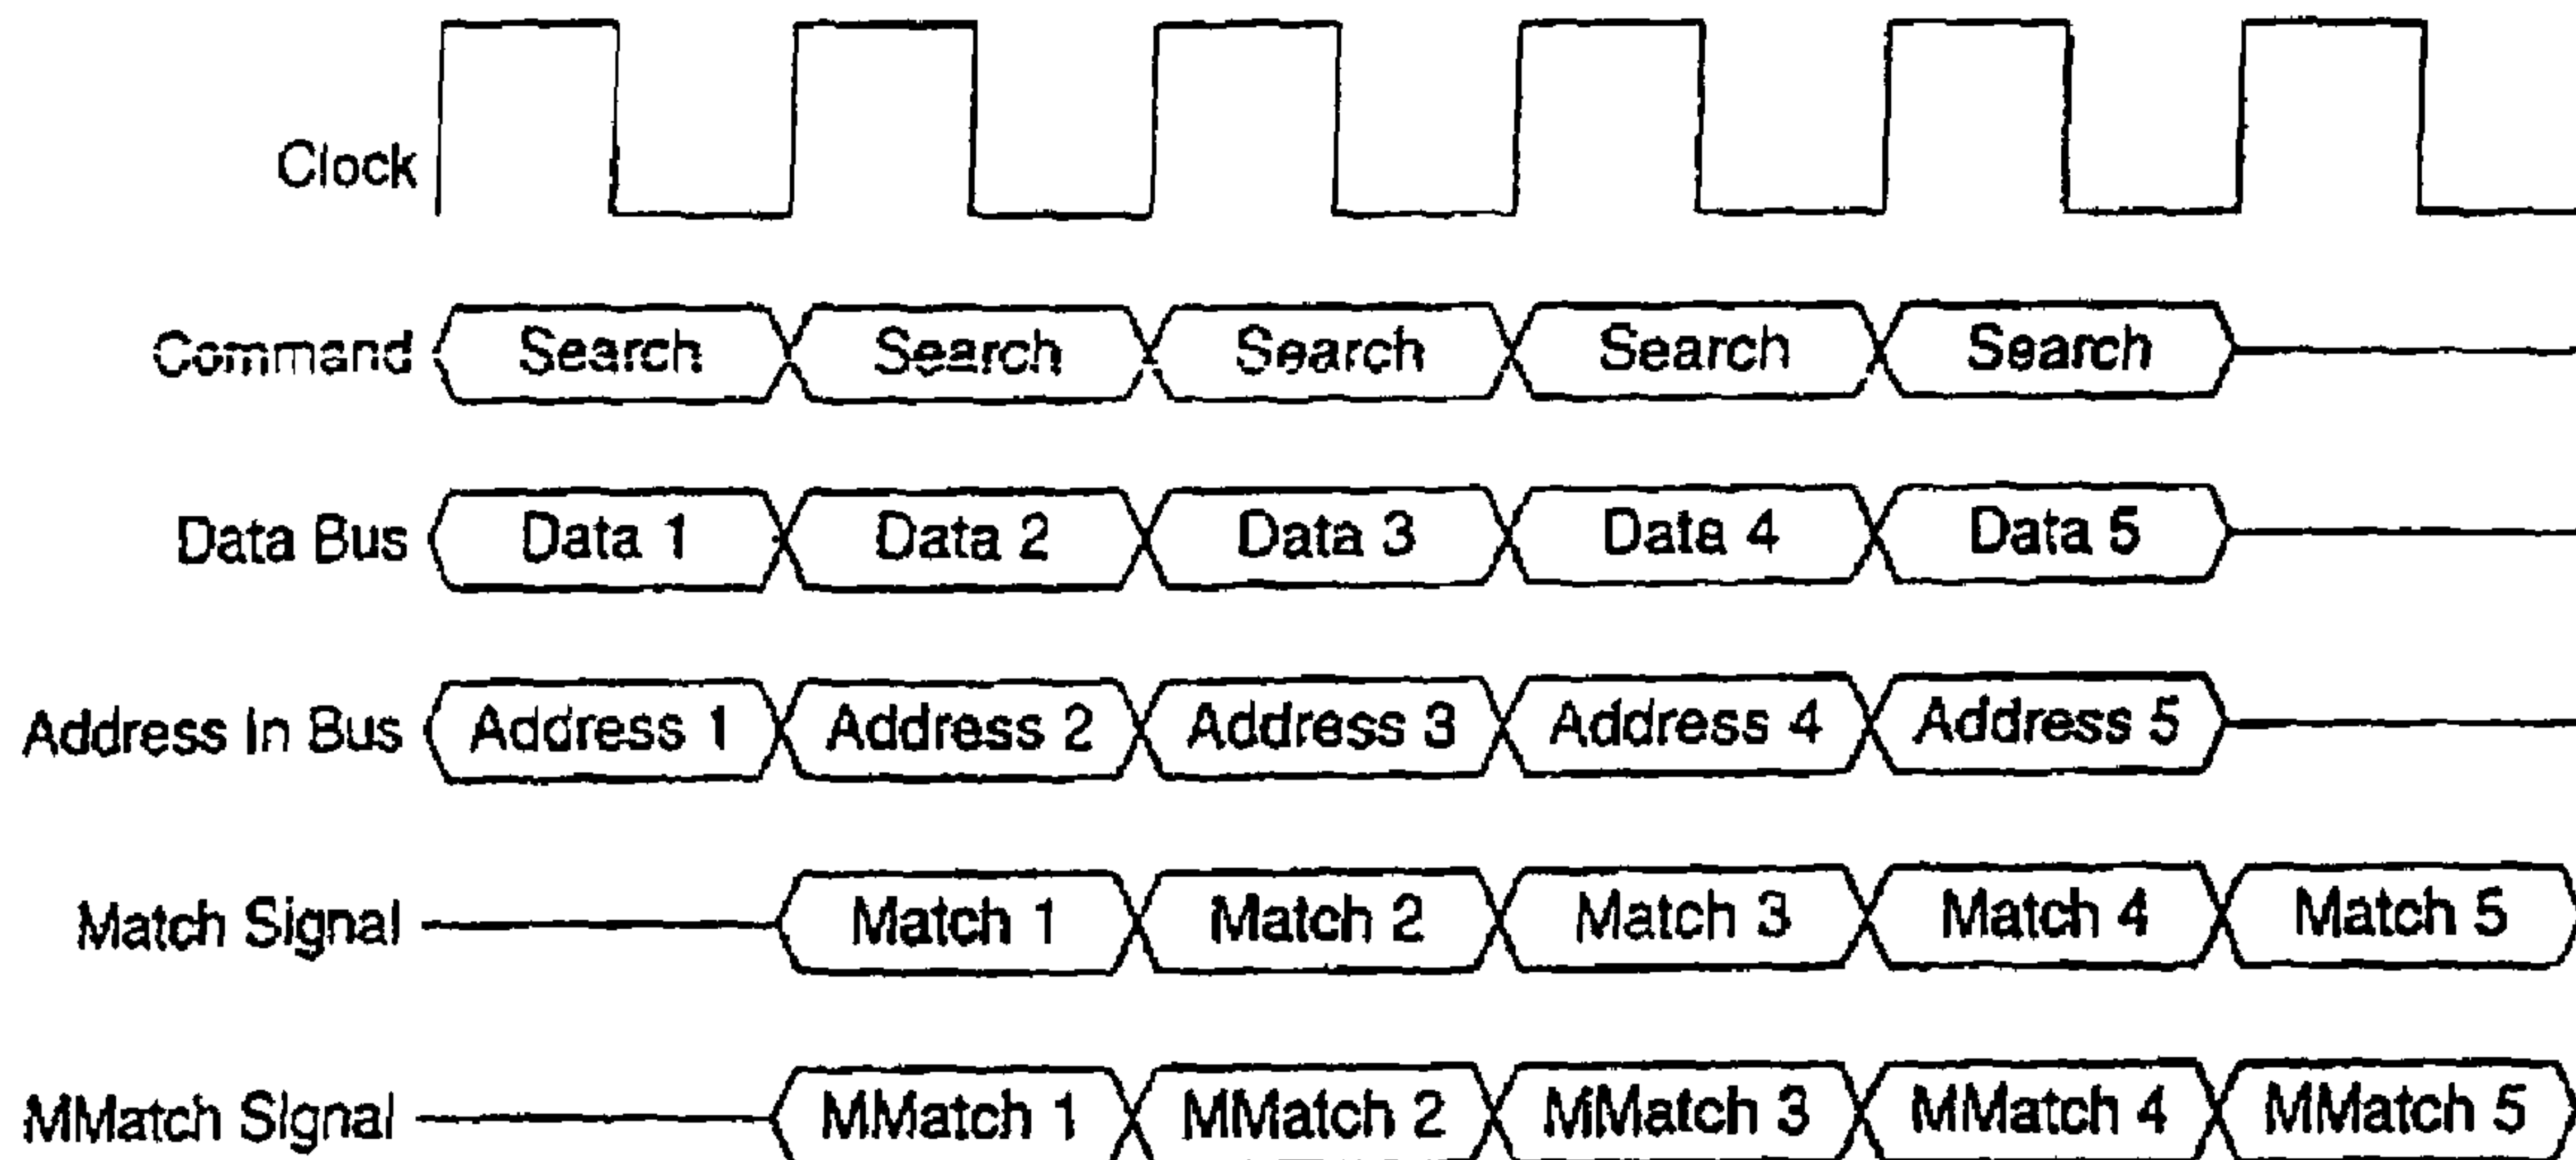 Clock
Command Search Search Search Search Search
Data Bus Data 1 Data 2 Data 3 Data 4 Data 5
Address In Bus Address 1 Address 2 Address 3 Address 4 Address 5
Match Signal Match 1 Match 2 Match 3 Match 4 Match 5
MMatch Signal MMatch 1 MMatch 2 MMatch 3 MMatch 4 MMatch 5